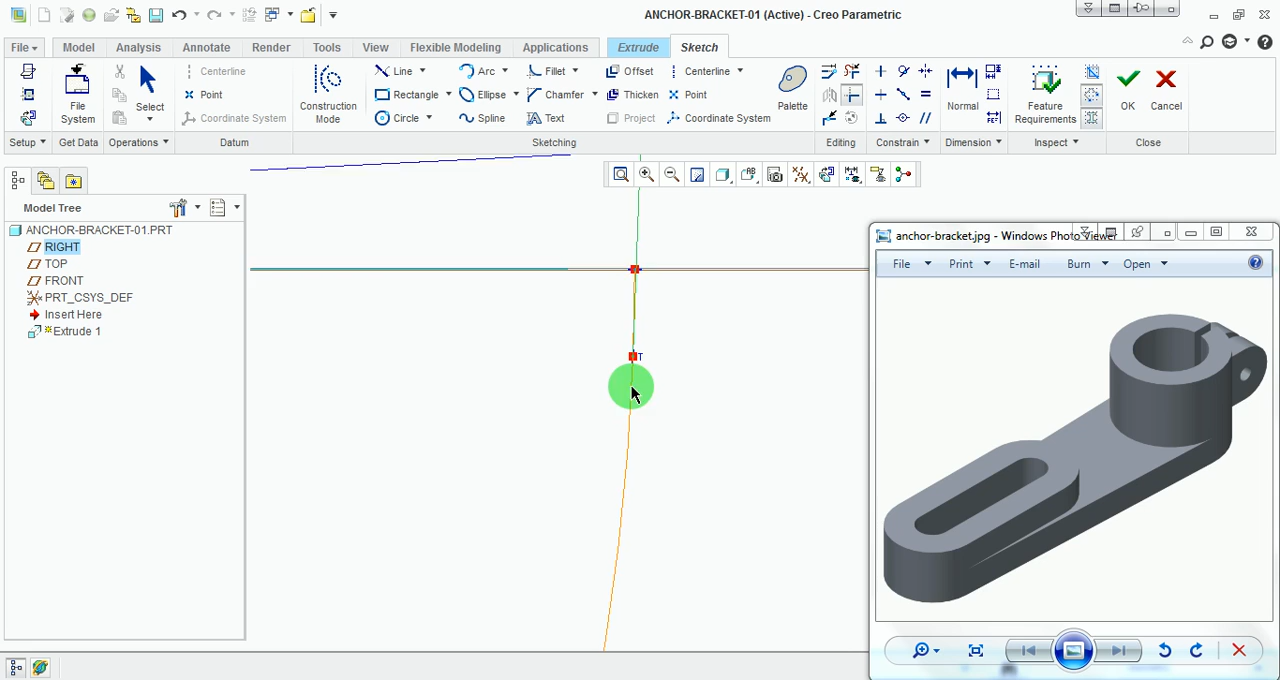 ANCHOR-BRACKET-01 (Active) - Creo Parametric
File Model Analysis Annotate Render Tools View Flexible Modeling Applications Extrude Sketch
Centerline Line Arc Fillet Offset Centerline
Point Rectangle Ellipse Chamfer Thicken Point
Coordinate System Circle Spline Text Project Coordinate System
File System Select Construction Mode Palette Normal Feature Requirements OK Cancel
Setup Get Data Operations Datum Sketching Editing Constrain Dimension Inspect Close
Model Tree
ANCHOR-BRACKET-01.PRT
RIGHT
TOP
FRONT
PRT_CSYS_DEF
Insert Here
Extrude 1
T
anchor-bracket.jpg - Windows Photo Viewer
File Print E-mail Burn Open